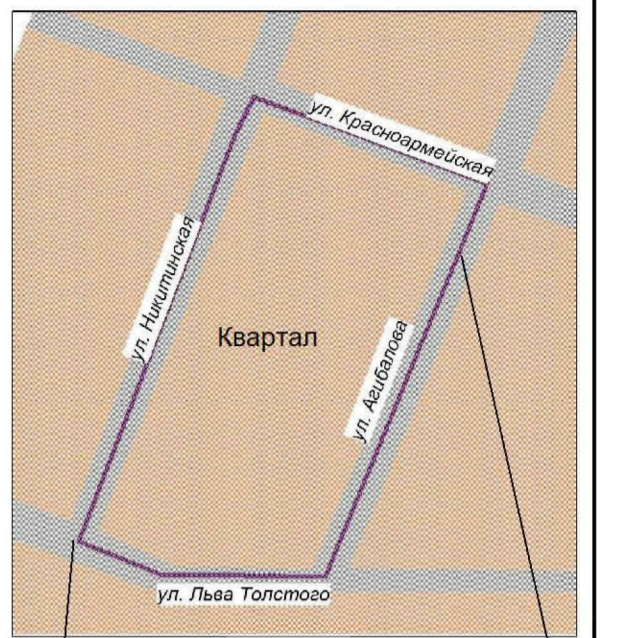 ул. Красноармейская
ул. Никитинская
Квартал
ул. Агибалова
ул. Льва Толстого